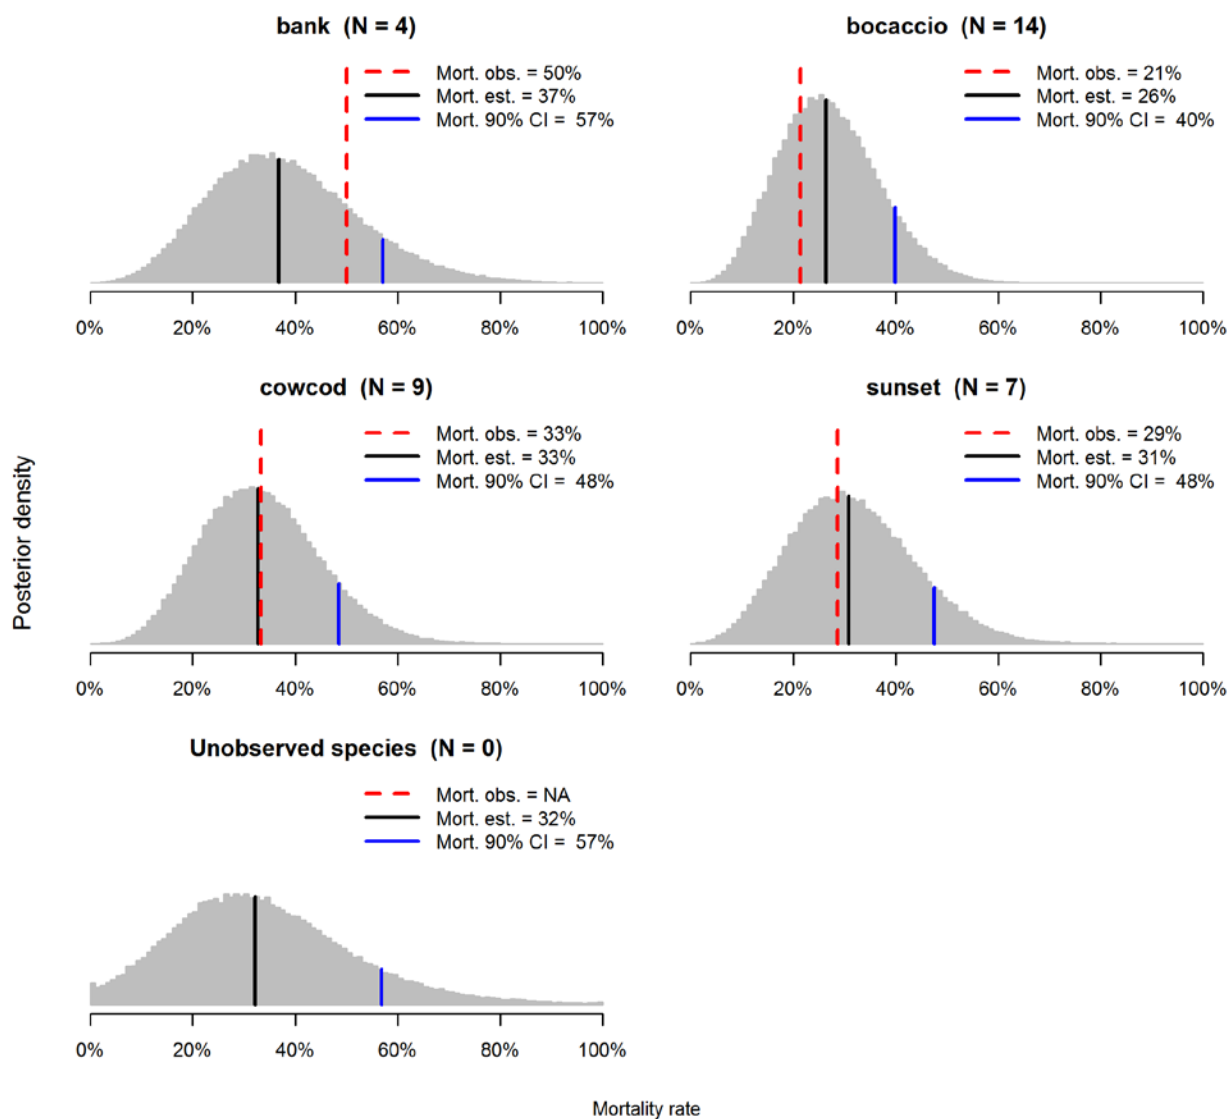 bank (N = 4)
Mort. obs. = 50%
Mort. est. = 37%
Mort. 90% CI = 57%
0% 20% 40% 60% 80% 100%
bocaccio (N = 14)
Mort. obs. = 21%
Mort. est. = 26%
Mort. 90% CI = 40%
0% 20% 40% 60% 80% 100%
cowcod (N = 9)
Mort. obs. = 33%
Mort. est. = 33%
Mort. 90% CI = 48%
0% 20% 40% 60% 80% 100%
sunset (N = 7)
Mort. obs. = 29%
Mort. est. = 31%
Mort. 90% CI = 48%
0% 20% 40% 60% 80% 100%
Posterior density
Unobserved species (N = 0)
Mort. obs. = NA
Mort. est. = 32%
Mort. 90% CI = 57%
0% 20% 40% 60% 80% 100%
Mortality rate